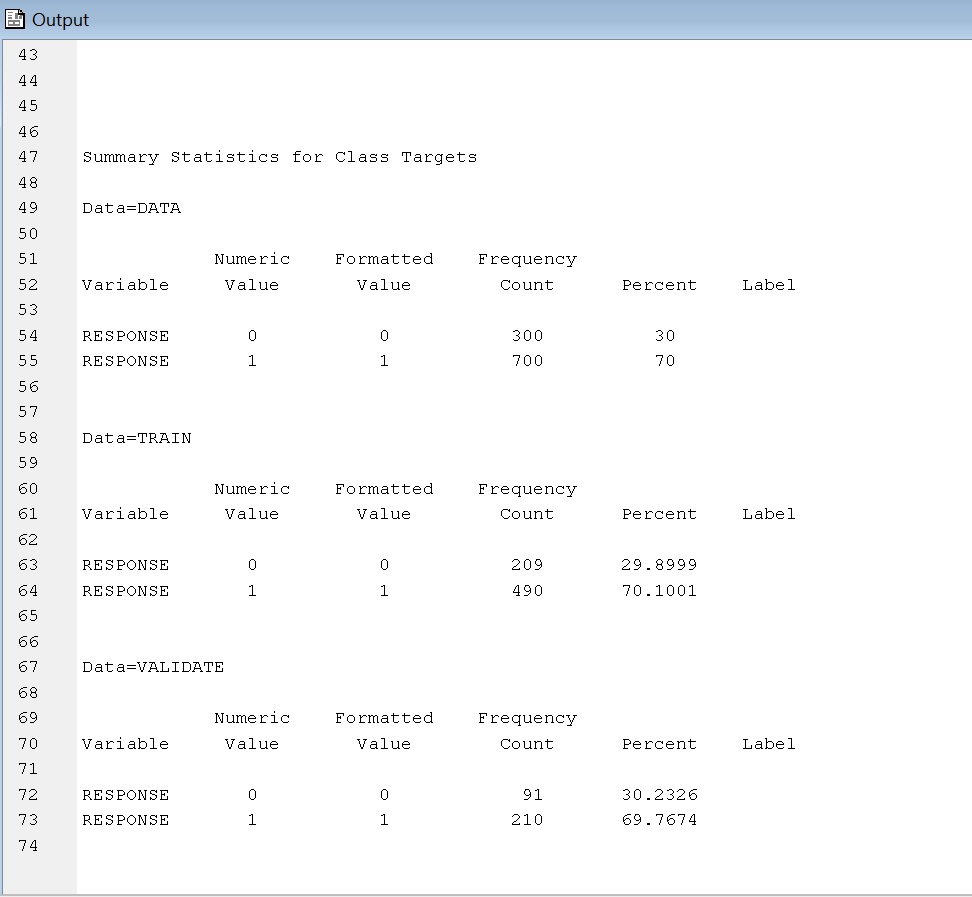 Output
43
44
45
46
47 Summary Statistics for Class Targets
48
49 Data=DATA
50
51 Numeric Formatted Frequency
52 Variable Value Value Count Percent Label
53
54 RESPONSE 0 0 300 30
55 RESPONSE 1 1 700 70
56
57
58 Data=TRAIN
59
60 Numeric Formatted Frequency
61 Variable Value Value Count Percent Label
62
63 RESPONSE 0 0 209 29.8999
64 RESPONSE 1 1 490 70.1001
65
66
67 Data=VALIDATE
68
69 Numeric Formatted Frequency
70 Variable Value Value Count Percent Label
71
72 RESPONSE 0 0 91 30.2326
73 RESPONSE 1 1 210 69.7674
74